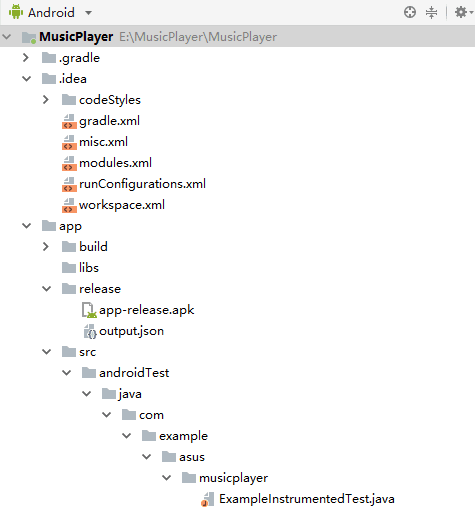 Android
MusicPlayer E:\MusicPlayer\MusicPlayer
.gradle
.idea
codeStyles
gradle.xml
misc.xml
modules.xml
runConfigurations.xml
workspace.xml
app
build
libs
release
app-release.apk
output.json
src
androidTest
java
com
example
asus
musicplayer
ExampleInstrumentedTest.java